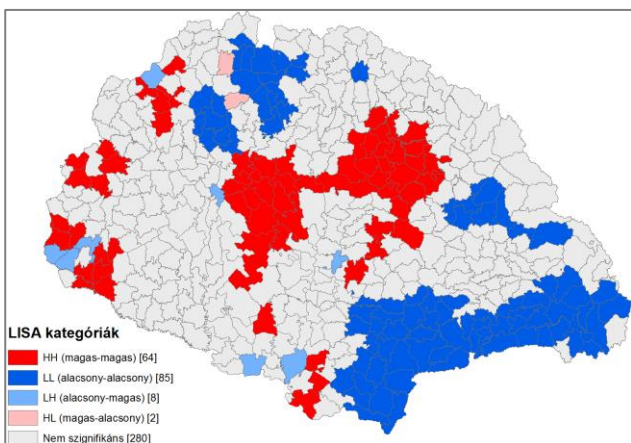 LISA kategóriák
HH (magas-magas) [64]
LL (alacsony-alacsony) [85]
LH (alacsony-magas) [8]
HL (magas-alacsony) [2]
Nem szignifikáns [280]